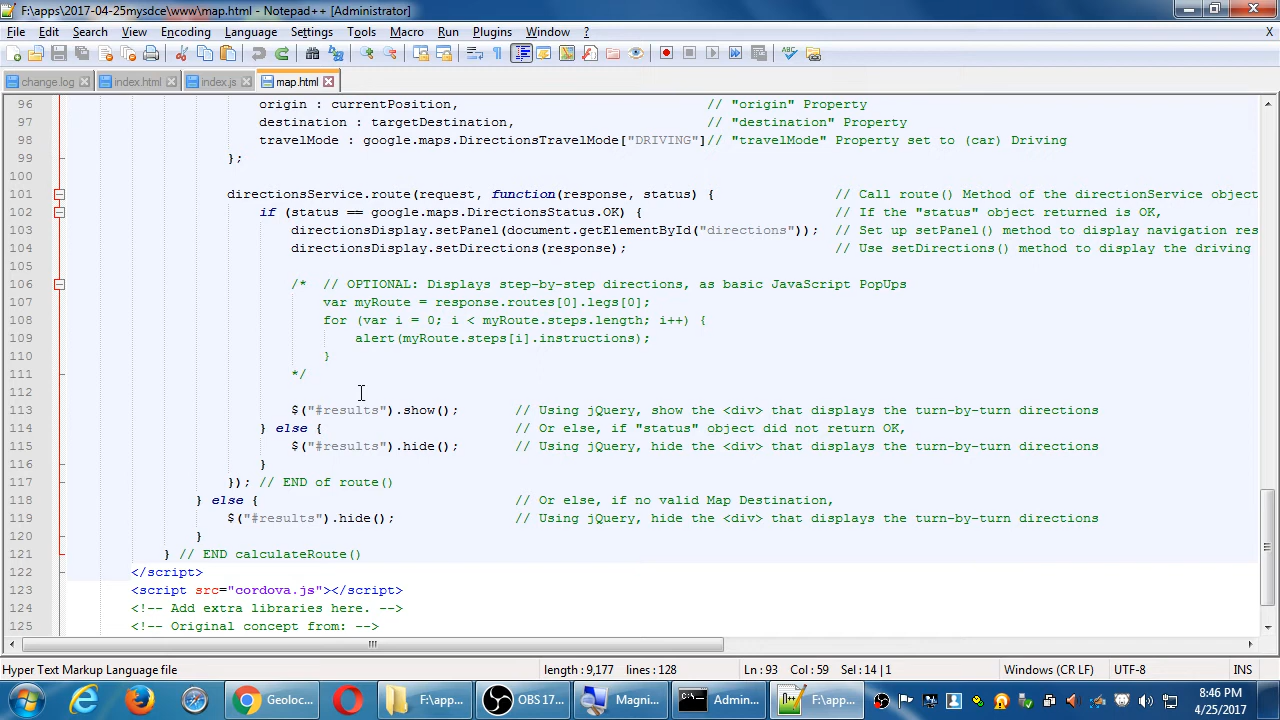 F:\apps\2017-04-25mysdce\www\map.html - Notepad++ [Administrator]
File Edit Search View Encoding Language Settings Tools Macro Run Plugins Window ? X
change.log index.html index.js map.html
96 origin : currentPosition, // "origin" Property
97 destination : targetDestination, // "destination" Property
98 travelMode : google.maps.DirectionsTravelMode["DRIVING"]// "travelMode" Property set to (car) Driving
99 };
100
101 directionsService.route(request, function(response, status) { // Call route() Method of the directionService object
102 if (status == google.maps.DirectionsStatus.OK) { // If the "status" object returned is OK,
103 directionsDisplay.setPanel(document.getElementById("directions")); // Set up setPanel() method to display navigation res
104 directionsDisplay.setDirections(response); // Use setDirections() method to display the driving
105
106 /* // OPTIONAL: Displays step-by-step directions, as basic JavaScript PopUps
107 var myRoute = response.routes[0].legs[0];
108 for (var i = 0; i < myRoute.steps.length; i++) {
109 alert(myRoute.steps[i].instructions);
110 }
111 */
112
113 $("#results").show(); // Using jQuery, show the <div> that displays the turn-by-turn directions
114 } else { // Or else, if "status" object did not return OK,
115 $("#results").hide(); // Using jQuery, hide the <div> that displays the turn-by-turn directions
116 }
117 }); // END of route()
118 } else { // Or else, if no valid Map Destination,
119 $("#results").hide(); // Using jQuery, hide the <div> that displays the turn-by-turn directions
120 }
121 } // END calculateRoute()
122 </script>
123 <script src="cordova.js"></script>
124 <!-- Add extra libraries here. -->
125 <!-- Original concept from: -->
Hyper Text Markup Language file length : 9,177 lines : 128 Ln : 93 Col : 59 Sel : 14 | 1 Windows (CR LF) UTF-8 INS
Geoloc... F:\app... OBS 17... Magni... Admin... F:\app... 8:46 PM
4/25/2017